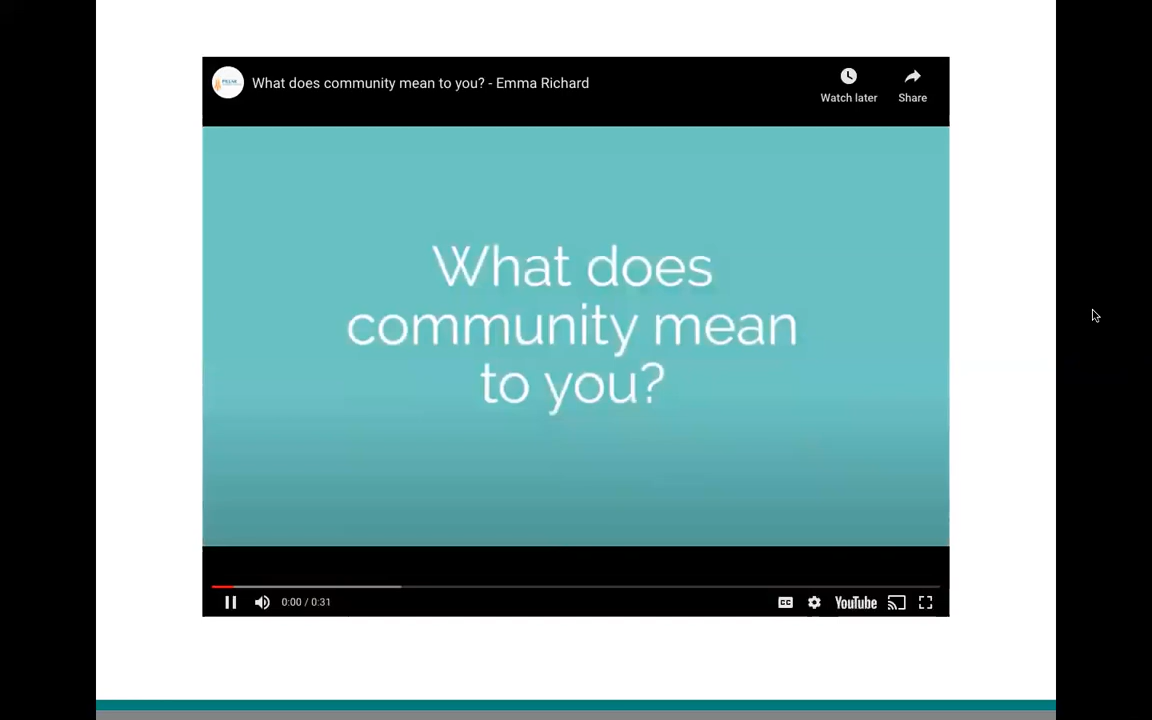 What does community mean to you? - Emma Richard
Watch later
Share
What does
community mean
to you?
0:00 / 0:31
CC
YouTube